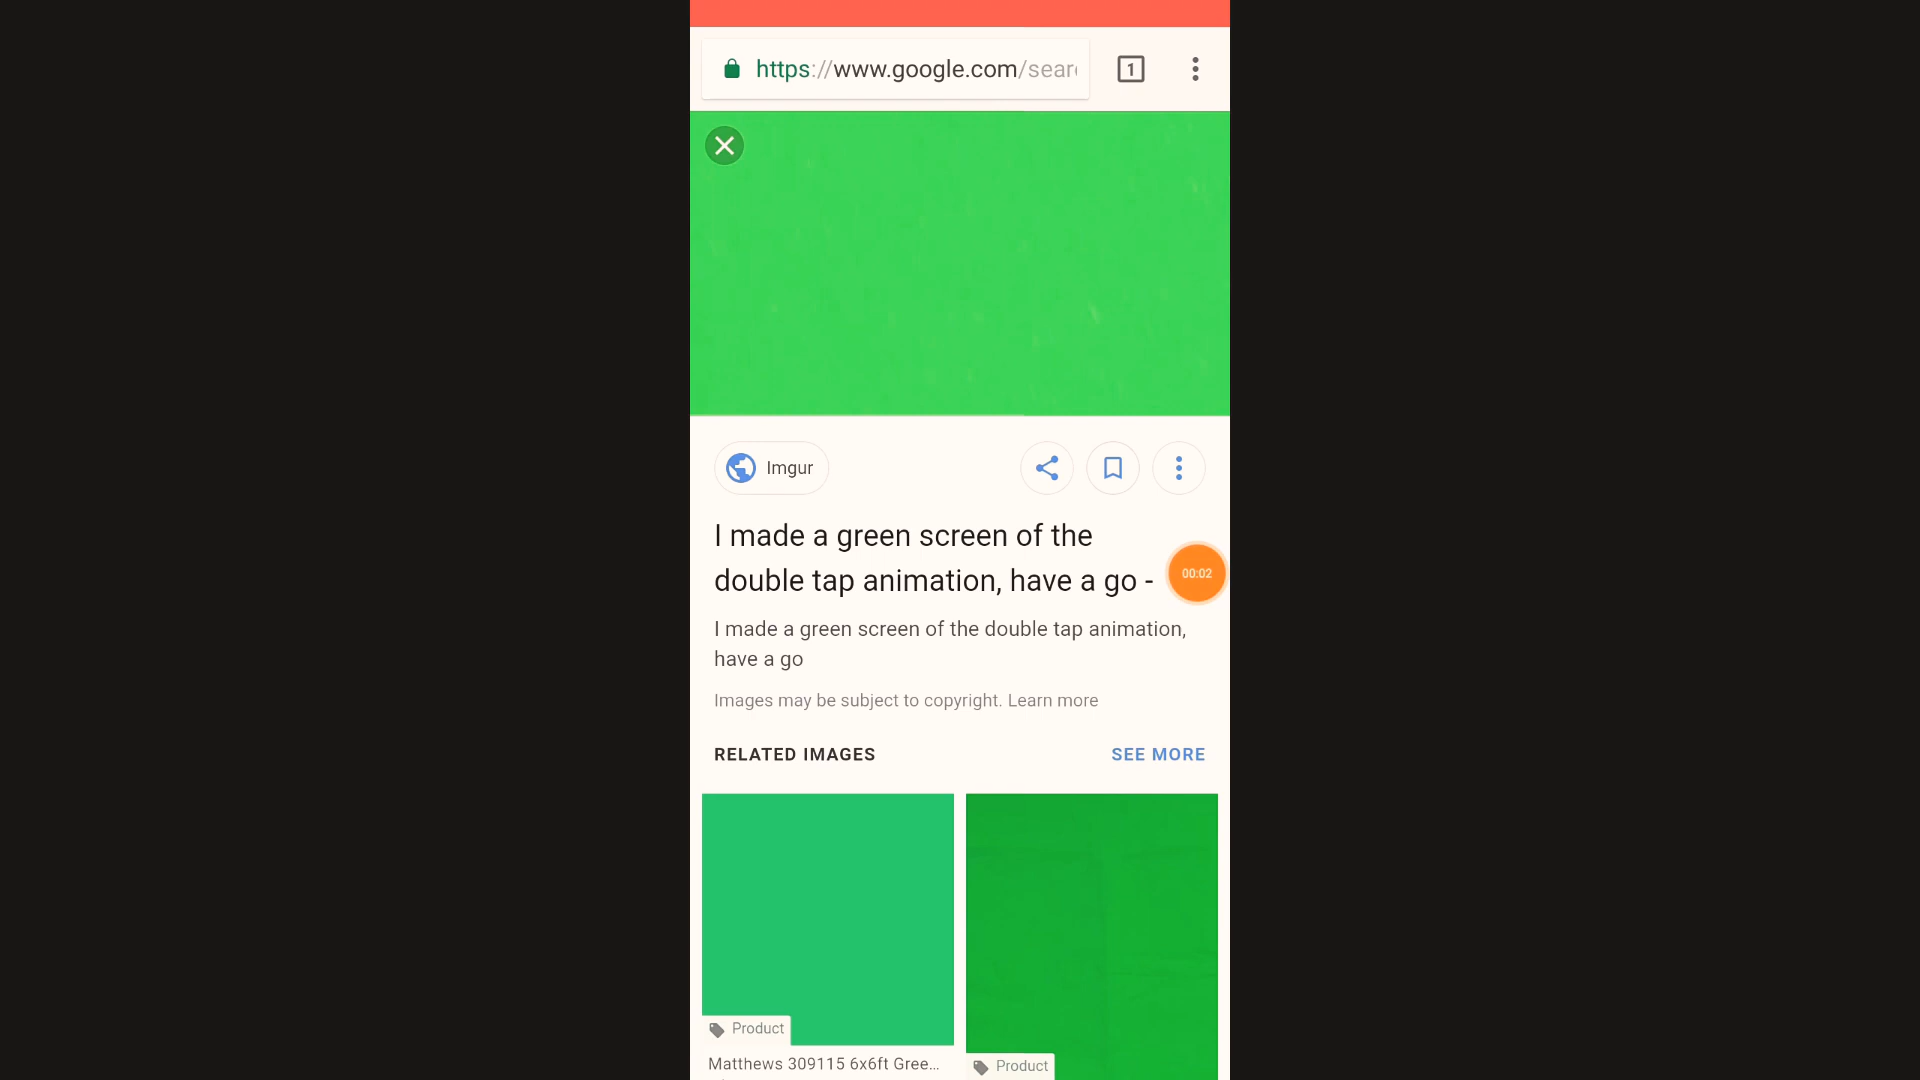 https://www.google.com/sear
1
Imgur
I made a green screen of the
double tap animation, have a go -
00:02
I made a green screen of the double tap animation,
have a go
Images may be subject to copyright. Learn more
RELATED IMAGES
SEE MORE
Product
Matthews 309115 6x6ft Gree...
Product